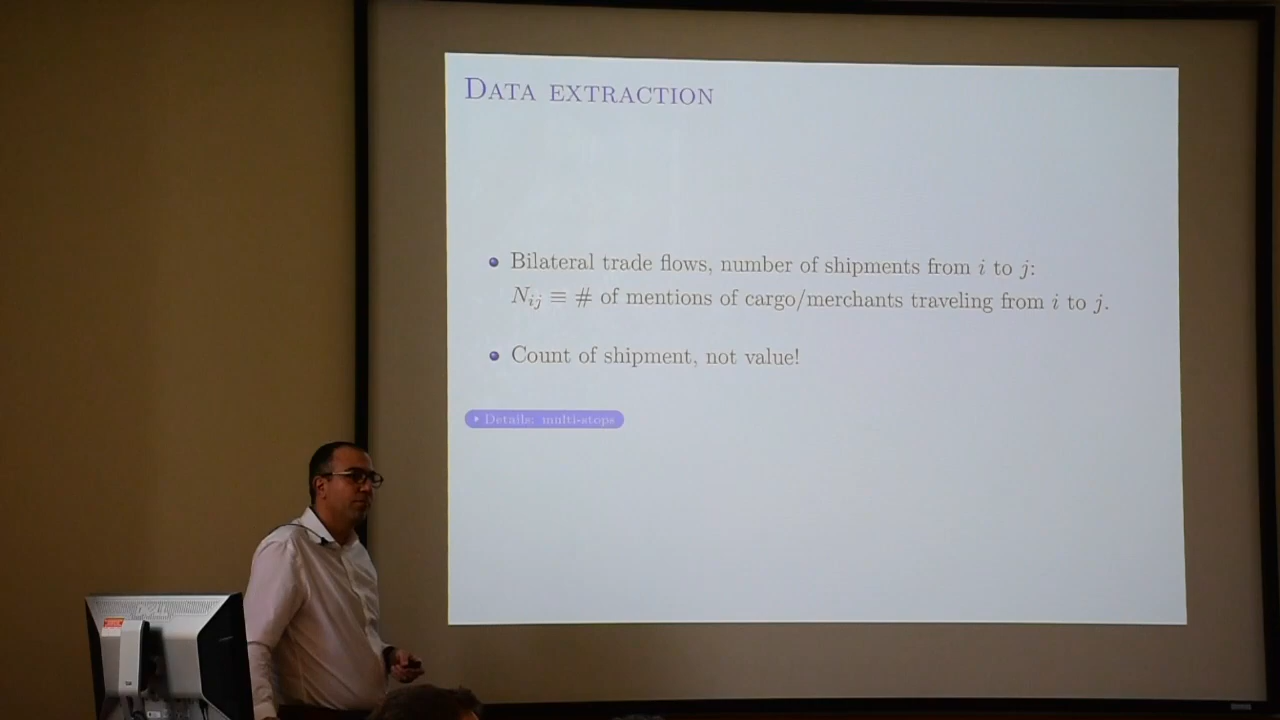 Data extraction
Bilateral trade flows, number of shipments from i to j:
Nij ≡ # of mentions of cargo/merchants traveling from i to j.
Count of shipment, not value!
Details: multi-stops